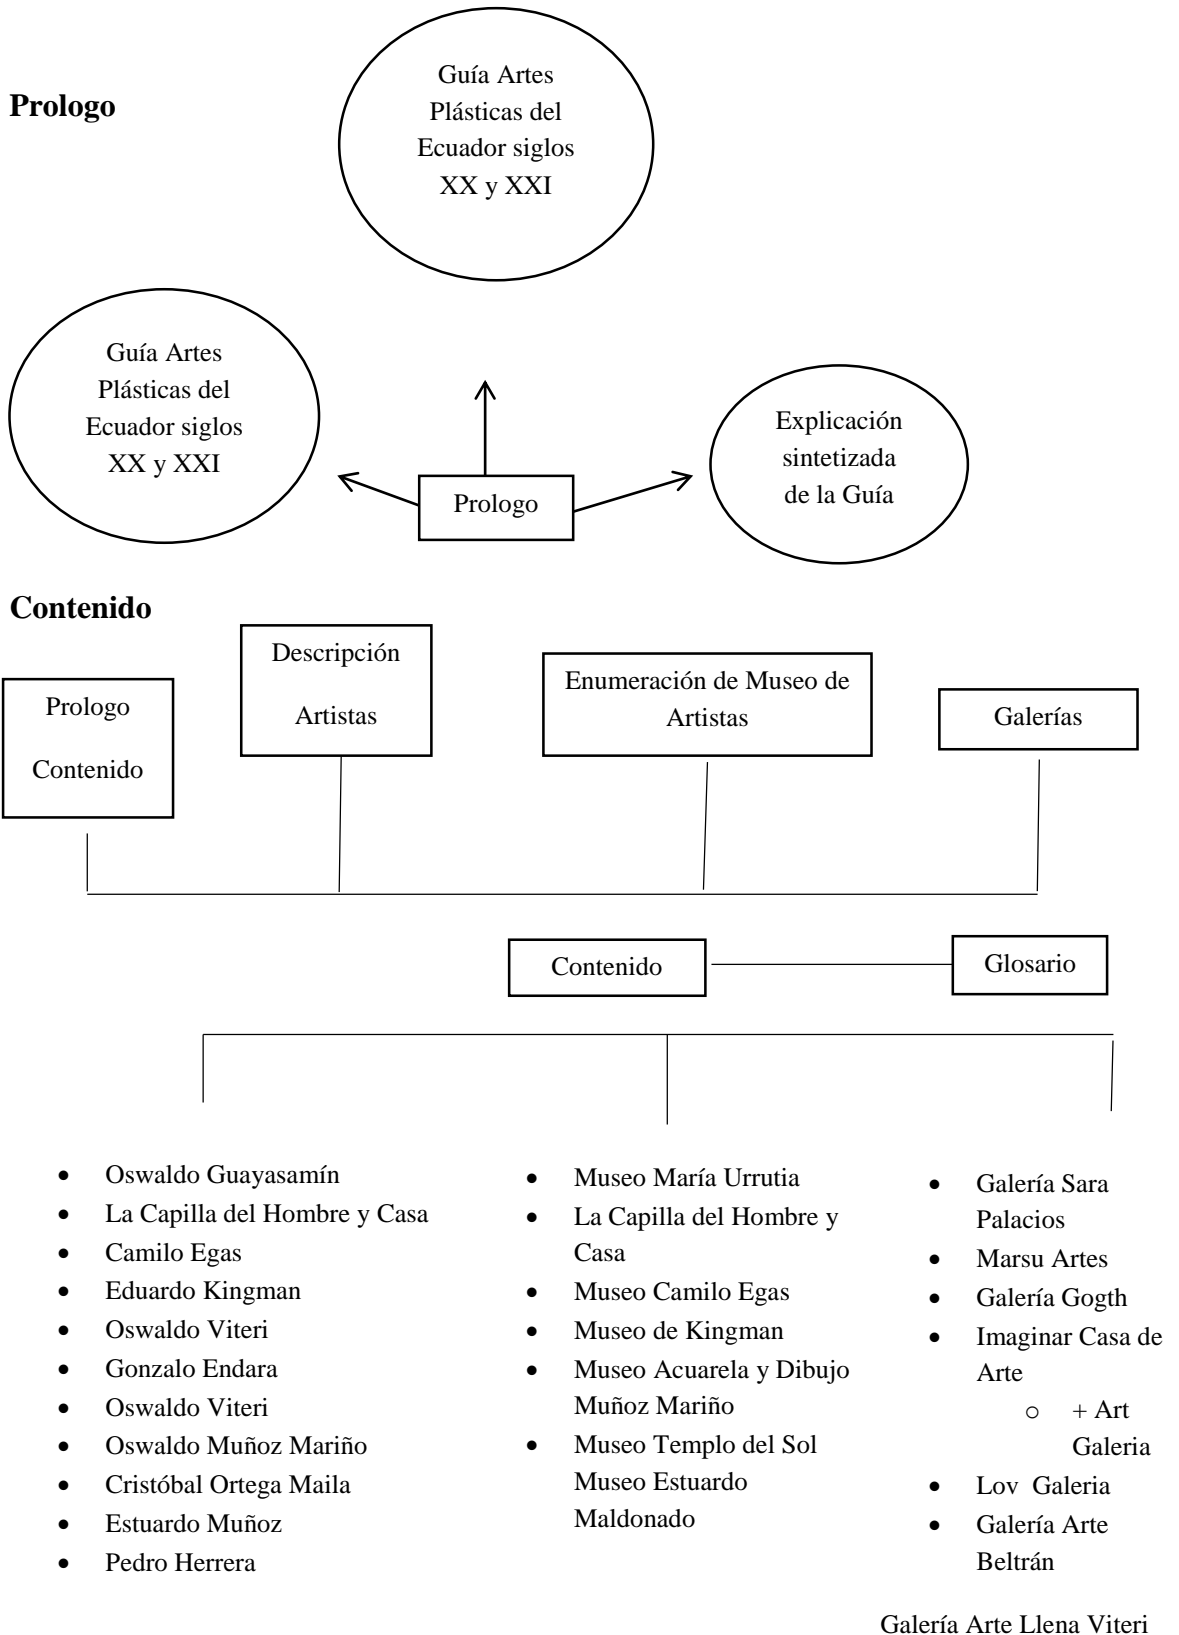 Guía Artes
Plásticas del
Ecuador siglos
XX y XXI
Prologo
Guía Artes
Plásticas del
Ecuador siglos
XX y XXI
Explicación
sintetizada
de la Guía
Prologo
Contenido
Prologo
Contenido
Descripción
Artistas
Enumeración de Museo de
Artistas
Galerías
Contenido
Glosario
• Oswaldo Guayasamín
• La Capilla del Hombre y Casa
• Camilo Egas
• Eduardo Kingman
• Oswaldo Viteri
• Gonzalo Endara
• Oswaldo Viteri
• Oswaldo Muñoz Mariño
• Cristóbal Ortega Maila
• Estuardo Muñoz
• Pedro Herrera
• Museo María Urrutia
• La Capilla del Hombre y
Casa
• Museo Camilo Egas
• Museo de Kingman
• Museo Acuarela y Dibujo
Muñoz Mariño
• Museo Templo del Sol
Museo Estuardo
Maldonado
• Galería Sara
Palacios
• Marsu Artes
• Galería Gogth
• Imaginar Casa de
Arte
o + Art
Galeria
• Lov Galeria
• Galería Arte
Beltrán
Galería Arte Llena Viteri